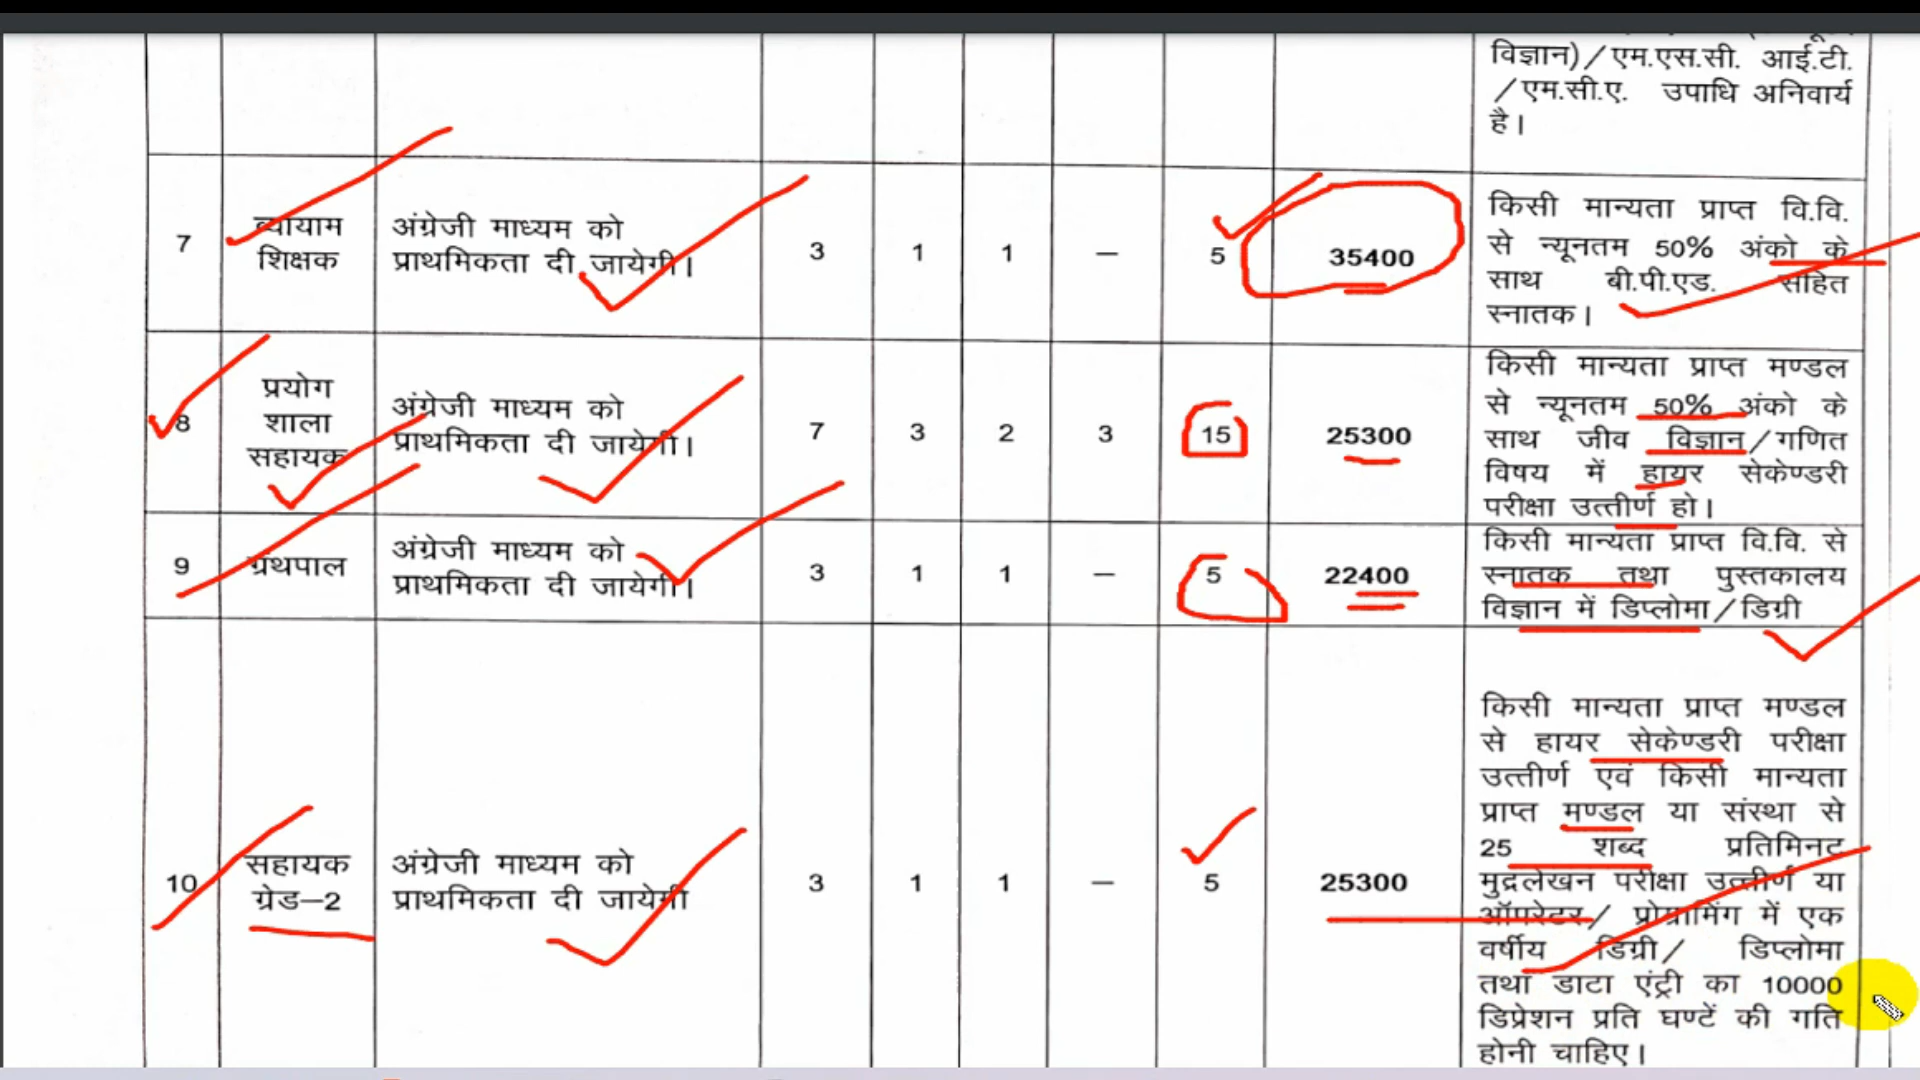 विज्ञान)/एम.एस.सी. आई.टी.
/एम.सी.ए. उपाधि अनिवार्य
है।
7
व्यायाम
शिक्षक
अंग्रेजी माध्यम को
प्राथमिकता दी जायेगी।
3
1
1
–
5
35400
किसी मान्यता प्राप्त वि.वि.
से न्यूनतम 50% अंको के
साथ बी.पी.एड. सहित
स्नातक।
8
प्रयोग
शाला
सहायक
अंग्रेजी माध्यम को
प्राथमिकता दी जायेगी।
7
3
2
3
15
25300
किसी मान्यता प्राप्त मण्डल
से न्यूनतम 50% अंको के
साथ जीव विज्ञान/गणित
विषय में हायर सेकेण्डरी
परीक्षा उत्तीर्ण हो।
9
ग्रंथपाल
अंग्रेजी माध्यम को
प्राथमिकता दी जायेगी।
3
1
1
–
5
22400
किसी मान्यता प्राप्त वि.वि. से
स्नातक तथा पुस्तकालय
विज्ञान में डिप्लोमा/डिग्री
10
सहायक
ग्रेड–2
अंग्रेजी माध्यम को
प्राथमिकता दी जायेगी
3
1
1
–
5
25300
किसी मान्यता प्राप्त मण्डल
से हायर सेकेण्डरी परीक्षा
उत्तीर्ण एवं किसी मान्यता
प्राप्त मण्डल या संस्था से
25 शब्द प्रतिमिनट
मुद्रलेखन परीक्षा उत्तीर्ण या
ऑपरेटर/ प्रोग्रामिंग में एक
वर्षीय डिग्री/ डिप्लोमा
तथा डाटा एंट्री का 10000
डिप्रेशन प्रति घण्टें की गति
होनी चाहिए।